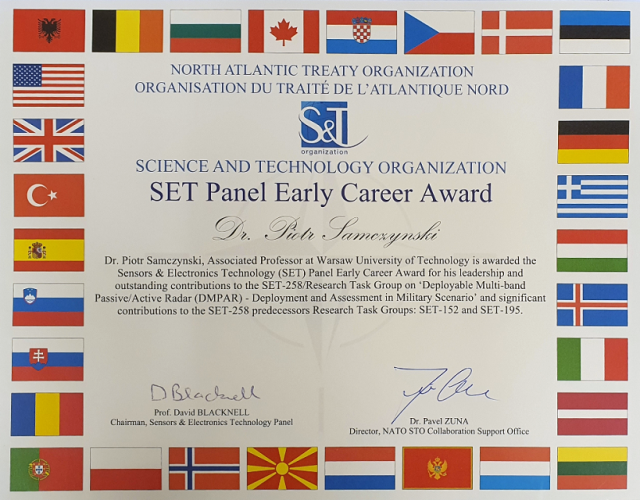 NORTH ATLANTIC TREATY ORGANIZATION
ORGANISATION DU TRAITÉ DE L'ATLANTIQUE NORD
S&T
organization
SCIENCE AND TECHNOLOGY ORGANIZATION
SET Panel Early Career Award
Dr. Piotr Samczynski
Dr. Piotr Samczynski, Associated Professor at Warsaw University of Technology is awarded the
Sensors & Electronics Technology (SET) Panel Early Career Award for his leadership and
outstanding contributions to the SET-258/Research Task Group on 'Deployable Multi-band
Passive/Active Radar (DMPAR) - Deployment and Assessment in Military Scenario' and significant
contributions to the SET-258 predecessors Research Task Groups: SET-152 and SET-195.
D Blacknell
Prof. David BLACKNELL
Chairman, Sensors & Electronics Technology Panel
Dr. Pavel ZUNA
Director, NATO STO Collaboration Support Office